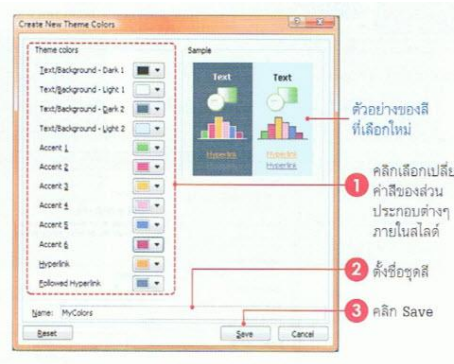 Create New Theme Colors
Theme colors
Sample
Text/Background - Dark 1
Text/Background - Light 1
Text/Background - Dark 2
Text/Background - Light 2
Accent 1
Accent 2
Accent 3
Accent 4
Accent 5
Accent 6
Hyperlink
Followed Hyperlink
Text Text
Hyperlink Hyperlink
Hyperlink Hyperlink
ตัวอย่างของสี
ที่เลือกใหม่
1 คลิกเลือกเปลี่ย
ค่าสีของส่วน
ประกอบต่างๆ
ภายในสไลด์
Name: MyColors
2 ตั้งชื่อชุดสี
Reset Save Cancel
3 คลิก Save